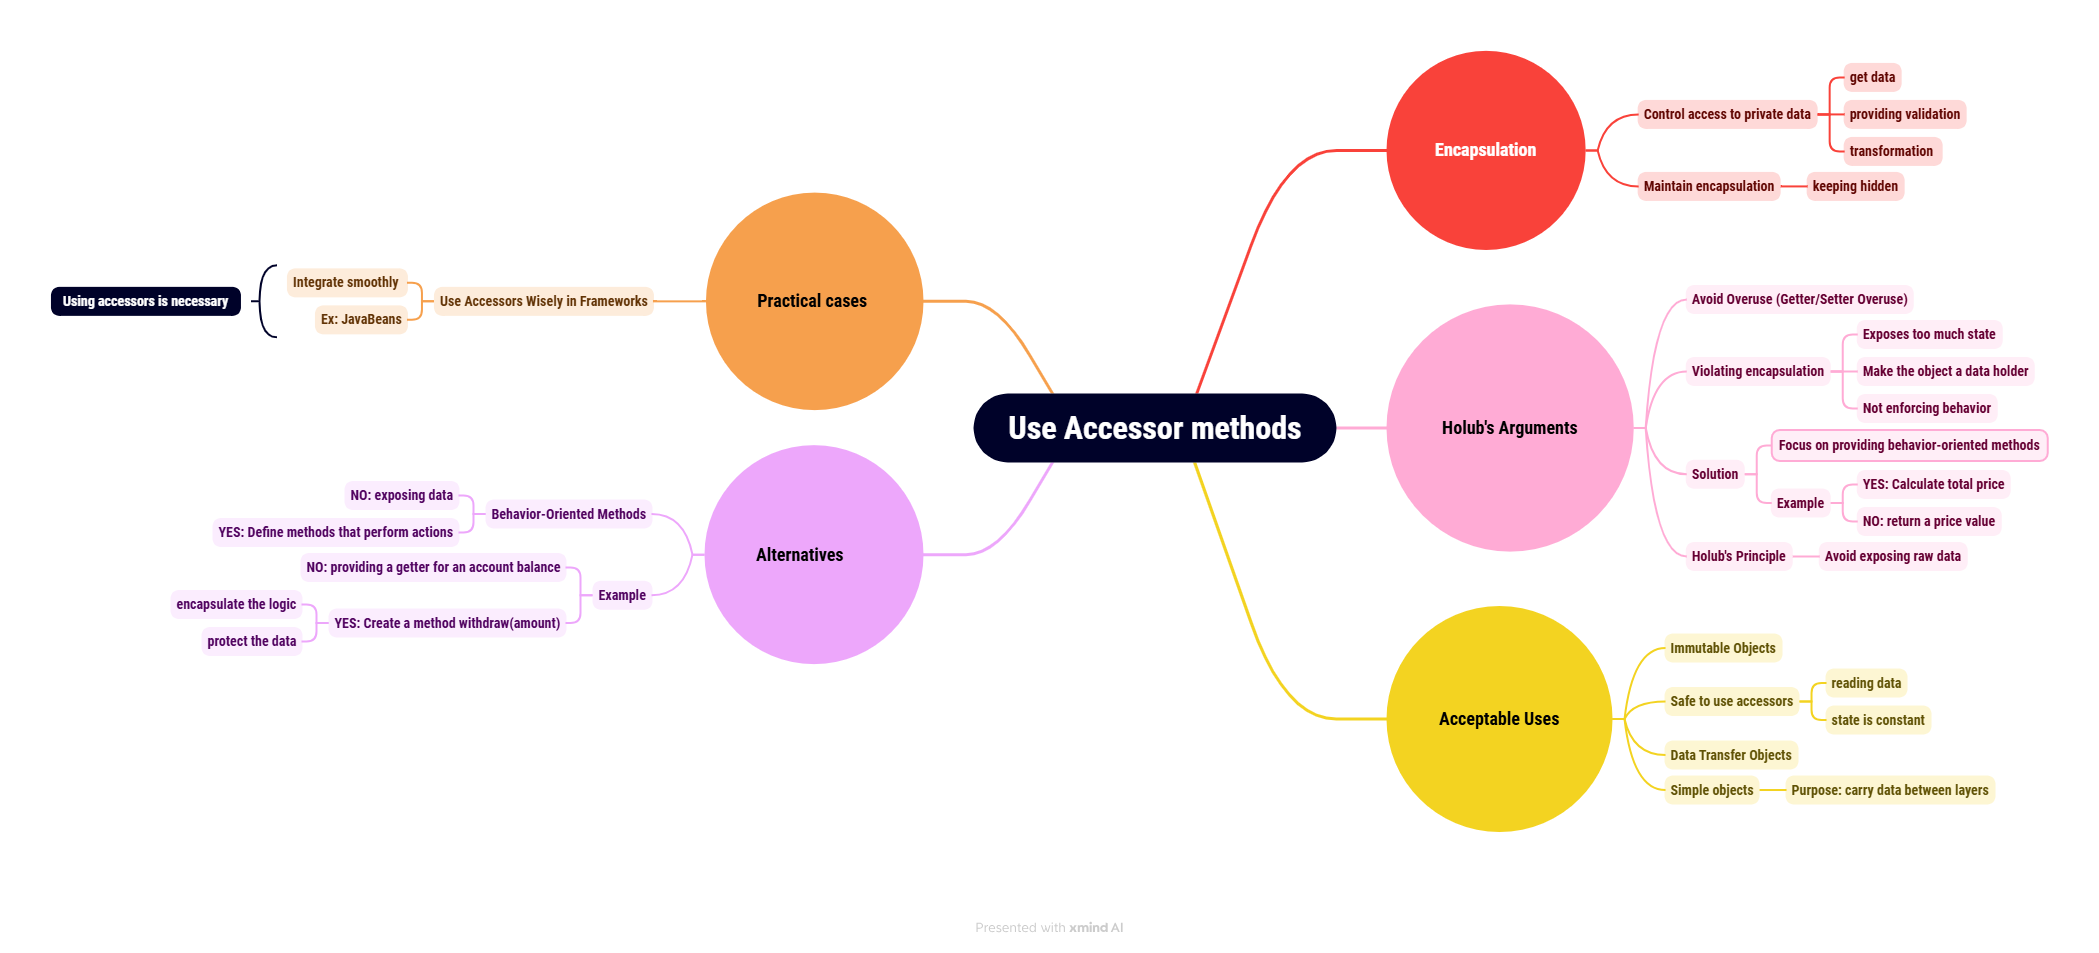 Use Accessor methods
Encapsulation
Control access to private data
get data
providing validation
transformation
Maintain encapsulation
keeping hidden
Holub's Arguments
Avoid Overuse (Getter/Setter Overuse)
Violating encapsulation
Exposes too much state
Make the object a data holder
Not enforcing behavior
Solution
Focus on providing behavior-oriented methods
Example
YES: Calculate total price
NO: return a price value
Holub's Principle
Avoid exposing raw data
Acceptable Uses
Immutable Objects
Safe to use accessors
reading data
state is constant
Data Transfer Objects
Simple objects
Purpose: carry data between layers
Practical cases
Use Accessors Wisely in Frameworks
Integrate smoothly
Ex: JavaBeans
Using accessors is necessary
Alternatives
Behavior-Oriented Methods
NO: exposing data
YES: Define methods that perform actions
Example
NO: providing a getter for an account balance
YES: Create a method withdraw(amount)
encapsulate the logic
protect the data
Presented with xmind AI